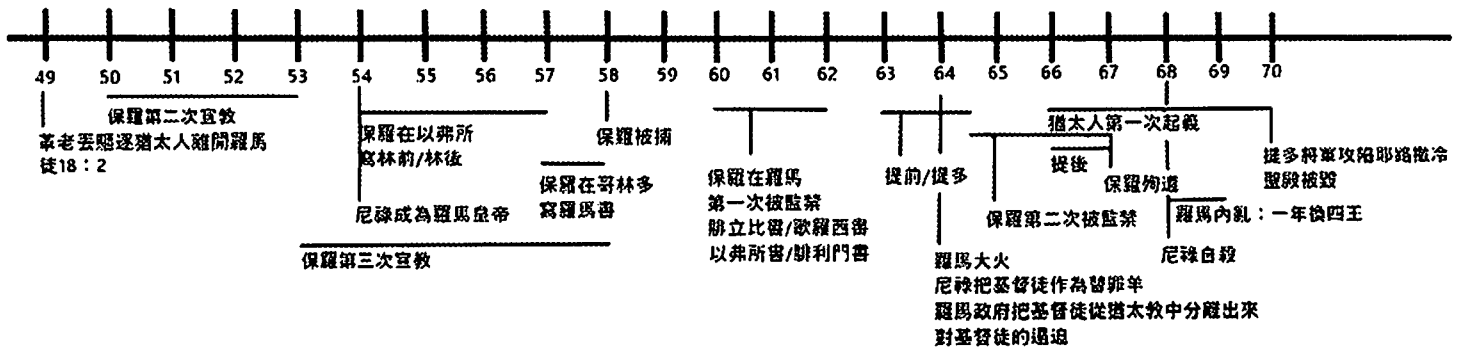 49 50 51 52 53 54 55 56 57 58 59 60 61 62 63 64 65 66 67 68 69 70
保羅第二次宣教
革老丟驅逐猶太人離開羅馬
徒18：2
保羅在以弗所
寫林前/林後
尼祿成為羅馬皇帝
保羅第三次宣教
保羅在哥林多
寫羅馬書
保羅被捕
保羅在羅馬
第一次被監禁
腓立比書/歌羅西書
以弗所書/腓利門書
提前/提多
羅馬大火
尼祿把基督徒作為替罪羊
羅馬政府把基督徒從猶太教中分離出來
對基督徒的逼迫
保羅第二次被監禁
猶太人第一次起義
提後
保羅殉道
羅馬內亂：一年換四王
尼祿自殺
提多將軍攻陷耶路撒冷
聖殿被毀